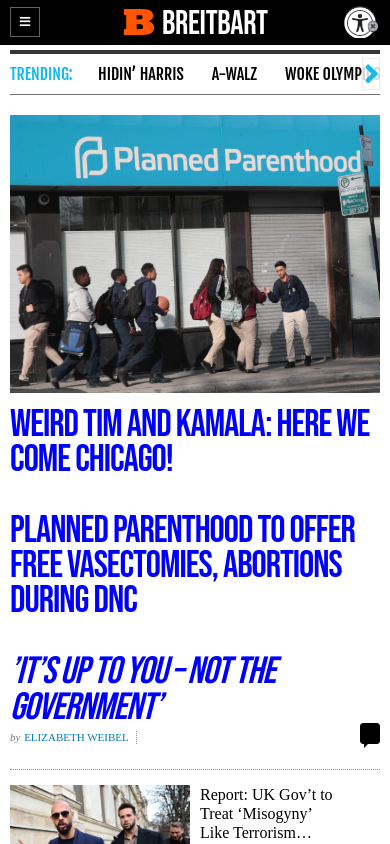 BREITBART
TRENDING:
HIDIN’ HARRIS
A-WALZ
WOKE OLYMP
Planned Parenthood
WEIRD TIM AND KAMALA: HERE WE
COME CHICAGO!
PLANNED PARENTHOOD TO OFFER
FREE VASECTOMIES, ABORTIONS
DURING DNC
’IT’S UP TO YOU – NOT THE
GOVERNMENT’
by ELIZABETH WEIBEL
Report: UK Gov’t to
Treat ‘Misogyny’
Like Terrorism…